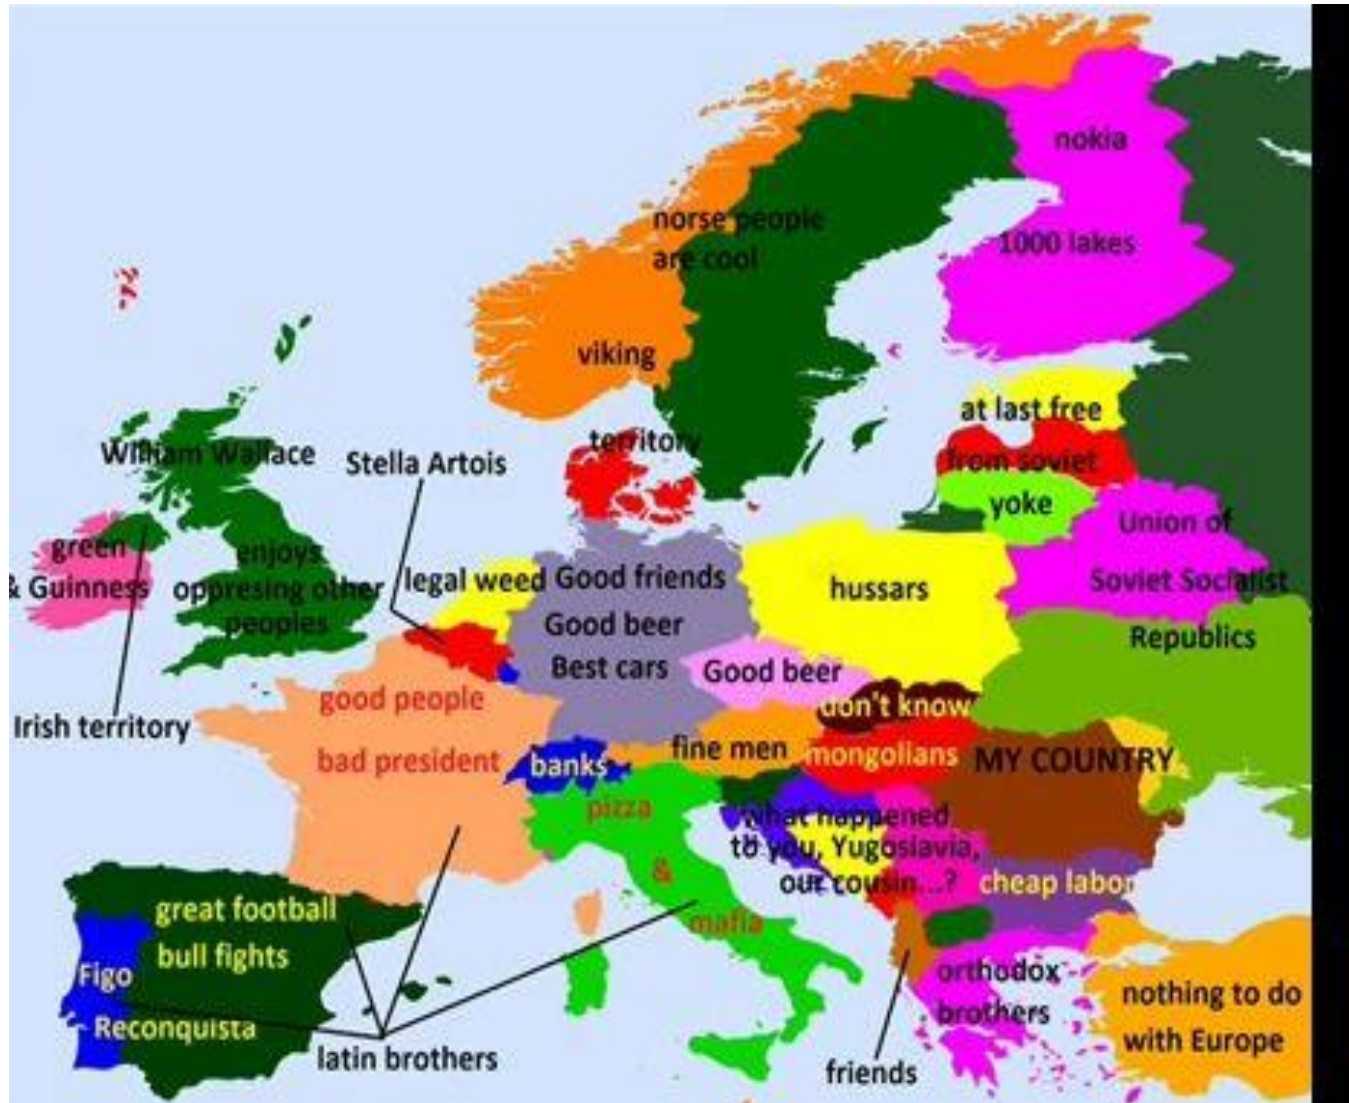 nokia
1000 lakes
norse people
are cool
viking
territory
at last free
from soviet
yoke
William Wallace
Stella Artois
green
& Guinness
enjoys
oppresing other
peoples
Irish territory
legal weed
Good friends
Good beer
Best cars
hussars
Union of
Soviet Socialist
Republics
Good beer
don't know
good people
bad president
banks
fine men
mongolians
MY COUNTRY
pizza
&
mafia
what happened
to you, Yugoslavia,
our cousin...?
cheap labor
great football
bull fights
Figo
Reconquista
latin brothers
orthodox
brothers
friends
nothing to do
with Europe